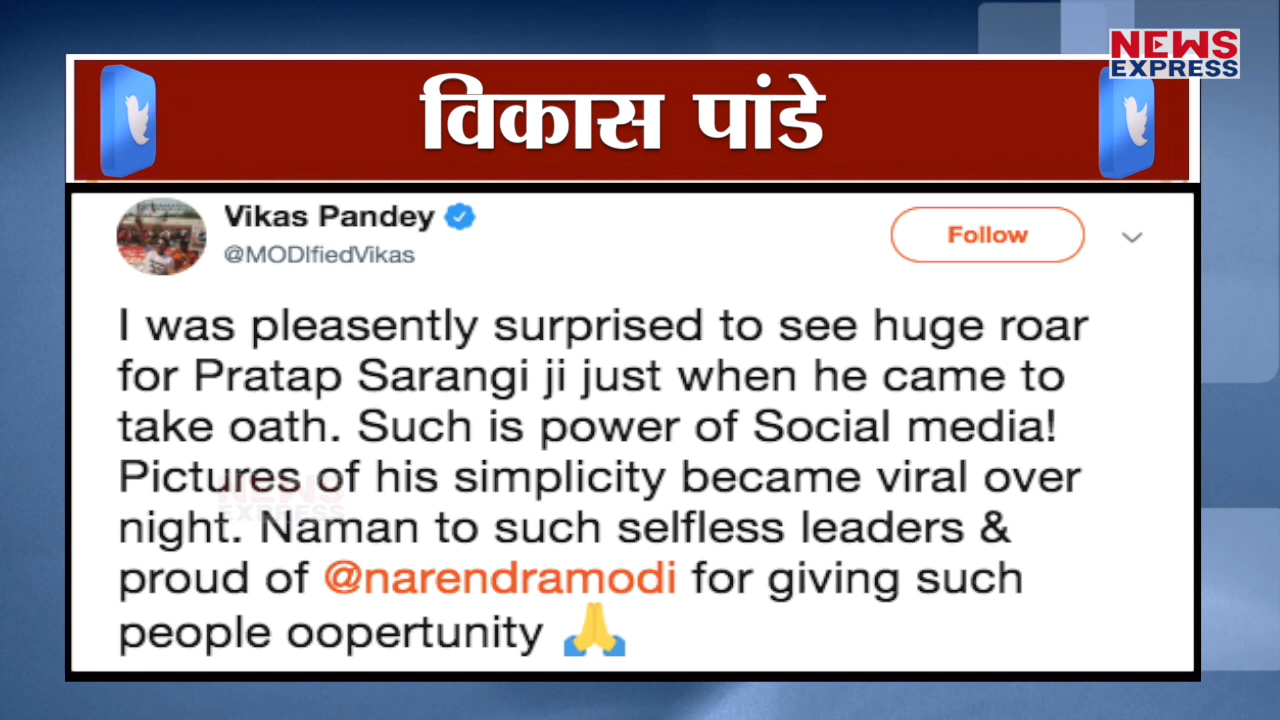 NEWS
EXPRESS
विकास पांडे
Vikas Pandey
@MODIfiedVikas
Follow
I was pleasently surprised to see huge roar
for Pratap Sarangi ji just when he came to
take oath. Such is power of Social media!
Pictures of his simplicity became viral over
night. Naman to such selfless leaders &
proud of @narendramodi for giving such
people oopertunity 🙏
NEWS
EXPRESS